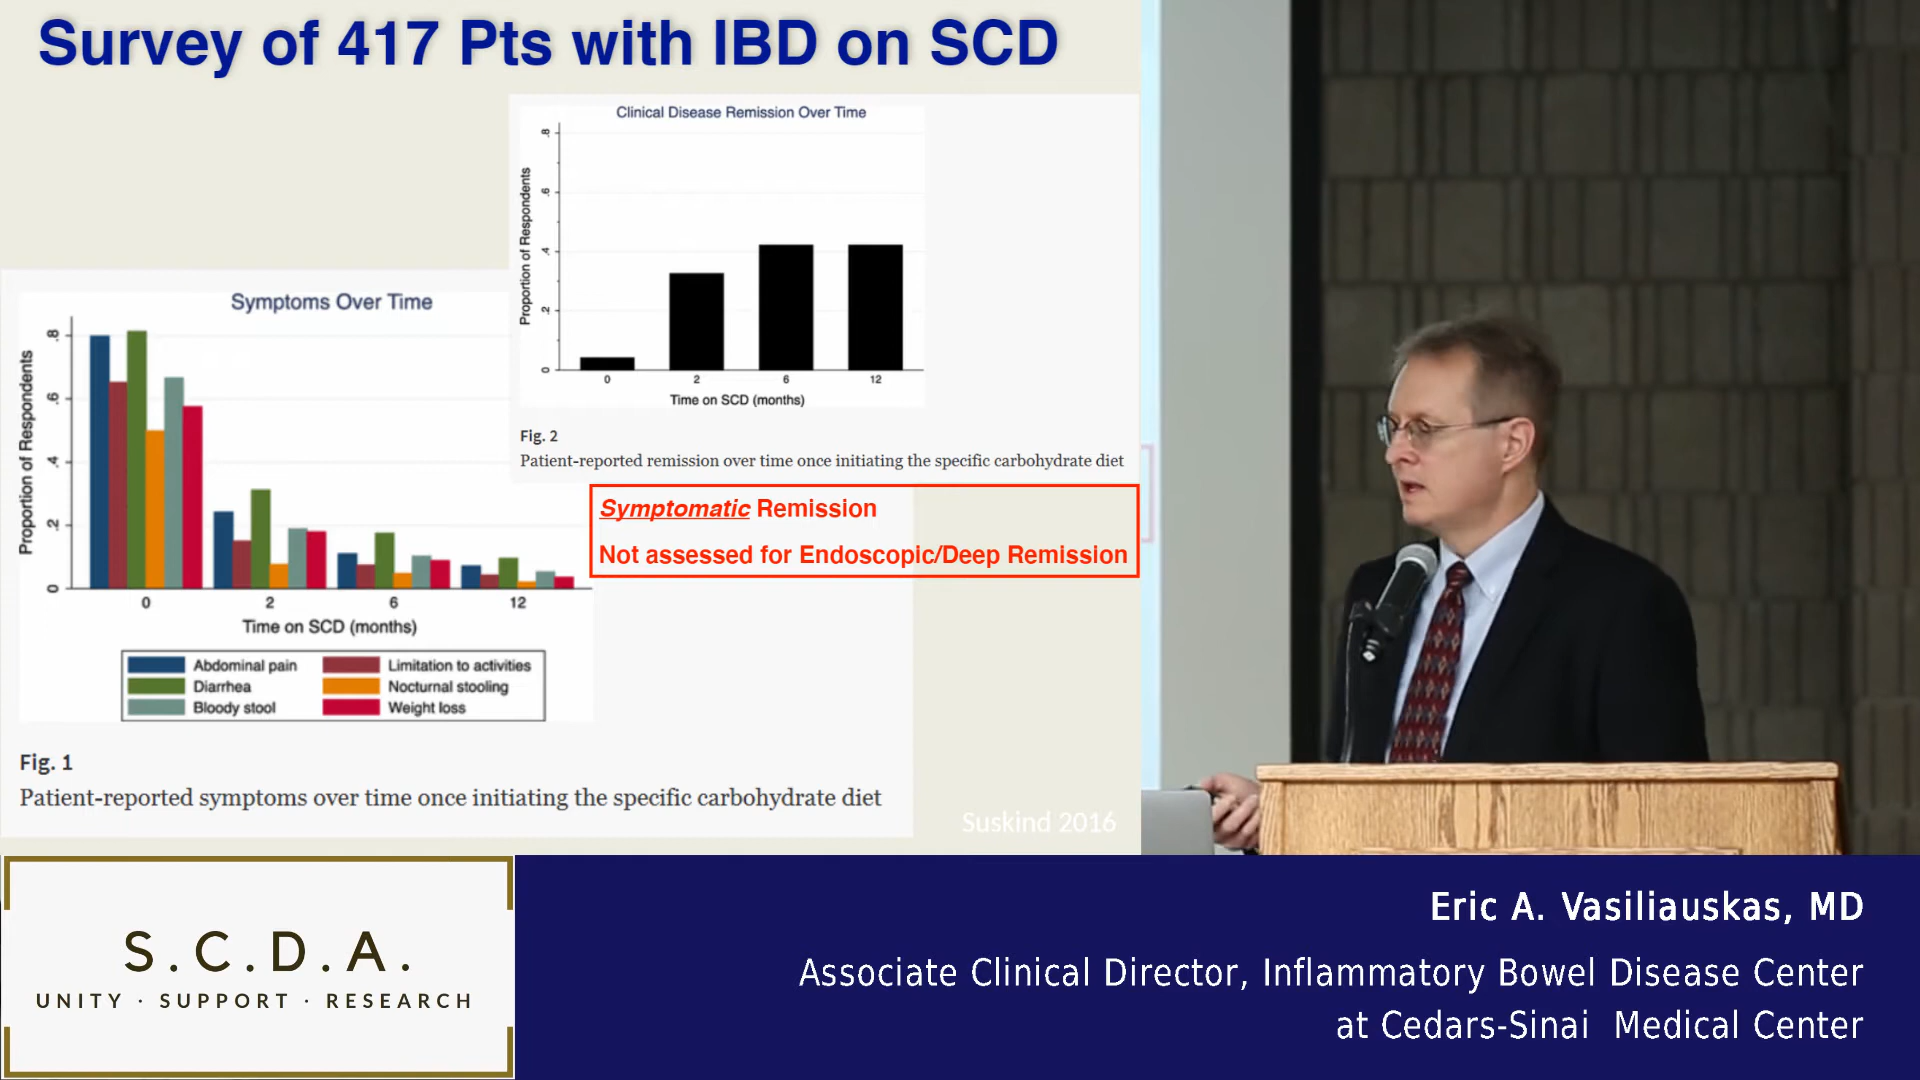 Survey of 417 Pts with IBD on SCD
Clinical Disease Remission Over Time
Proportion of Respondents
.8
.6
.4
.2
0
0 2 6 12
Time on SCD (months)
Fig. 2
Patient-reported remission over time once initiating the specific carbohydrate diet
Symptomatic Remission
Not assessed for Endoscopic/Deep Remission
Symptoms Over Time
Proportion of Respondents
.8
.6
.4
.2
0
0 2 6 12
Time on SCD (months)
Abdominal pain Limitation to activities
Diarrhea Nocturnal stooling
Bloody stool Weight loss
Fig. 1
Patient-reported symptoms over time once initiating the specific carbohydrate diet
Suskind 2016
S.C.D.A.
UNITY · SUPPORT · RESEARCH
Eric A. Vasiliauskas, MD
Associate Clinical Director, Inflammatory Bowel Disease Center
at Cedars-Sinai Medical Center